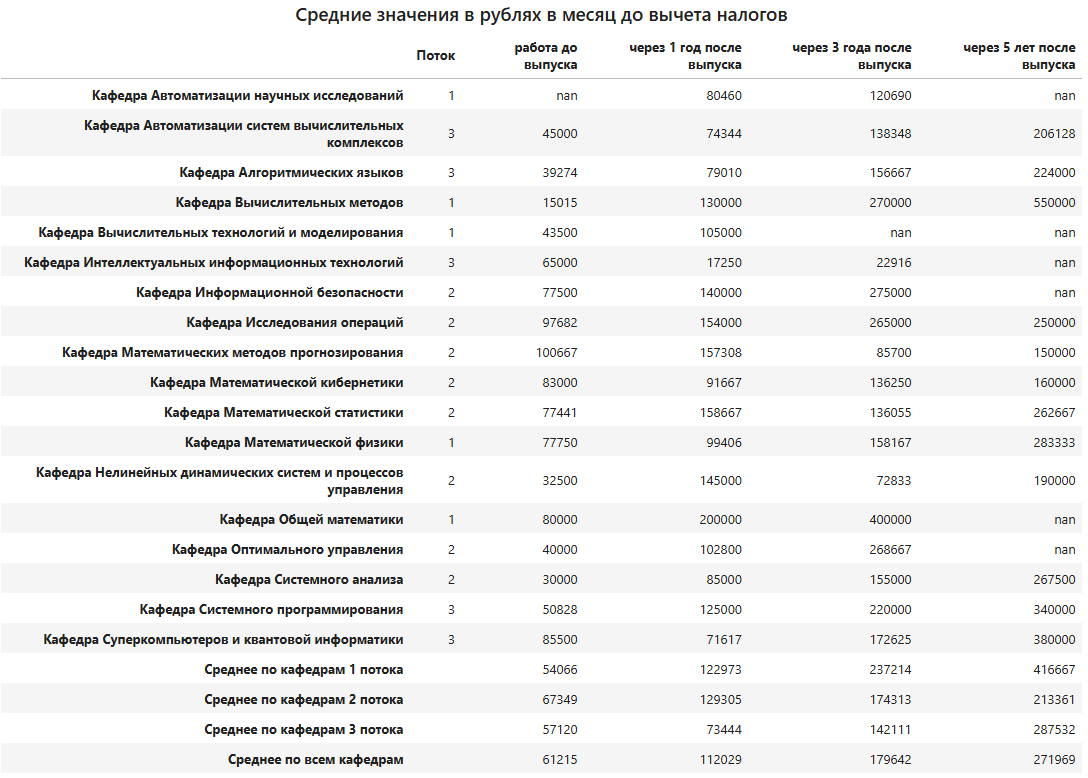 Средние значения в рублях в месяц до вычета налогов
Поток работа до выпуска через 1 год после выпуска через 3 года после выпуска через 5 лет после выпуска
Кафедра Автоматизации научных исследований 1 nan 80460 120690 nan
Кафедра Автоматизации систем вычислительных комплексов 3 45000 74344 138348 206128
Кафедра Алгоритмических языков 3 39274 79010 156667 224000
Кафедра Вычислительных методов 1 15015 130000 270000 550000
Кафедра Вычислительных технологий и моделирования 1 43500 105000 nan nan
Кафедра Интеллектуальных информационных технологий 3 65000 17250 22916 nan
Кафедра Информационной безопасности 2 77500 140000 275000 nan
Кафедра Исследования операций 2 97682 154000 265000 250000
Кафедра Математических методов прогнозирования 2 100667 157308 85700 150000
Кафедра Математической кибернетики 2 83000 91667 136250 160000
Кафедра Математической статистики 2 77441 158667 136055 262667
Кафедра Математической физики 1 77750 99406 158167 283333
Кафедра Нелинейных динамических систем и процессов управления 2 32500 145000 72833 190000
Кафедра Общей математики 1 80000 200000 400000 nan
Кафедра Оптимального управления 2 40000 102800 268667 nan
Кафедра Системного анализа 2 30000 85000 155000 267500
Кафедра Системного программирования 3 50828 125000 220000 340000
Кафедра Суперкомпьютеров и квантовой информатики 3 85500 71617 172625 380000
Среднее по кафедрам 1 потока 54066 122973 237214 416667
Среднее по кафедрам 2 потока 67349 129305 174313 213361
Среднее по кафедрам 3 потока 57120 73444 142111 287532
Среднее по всем кафедрам 61215 112029 179642 271969